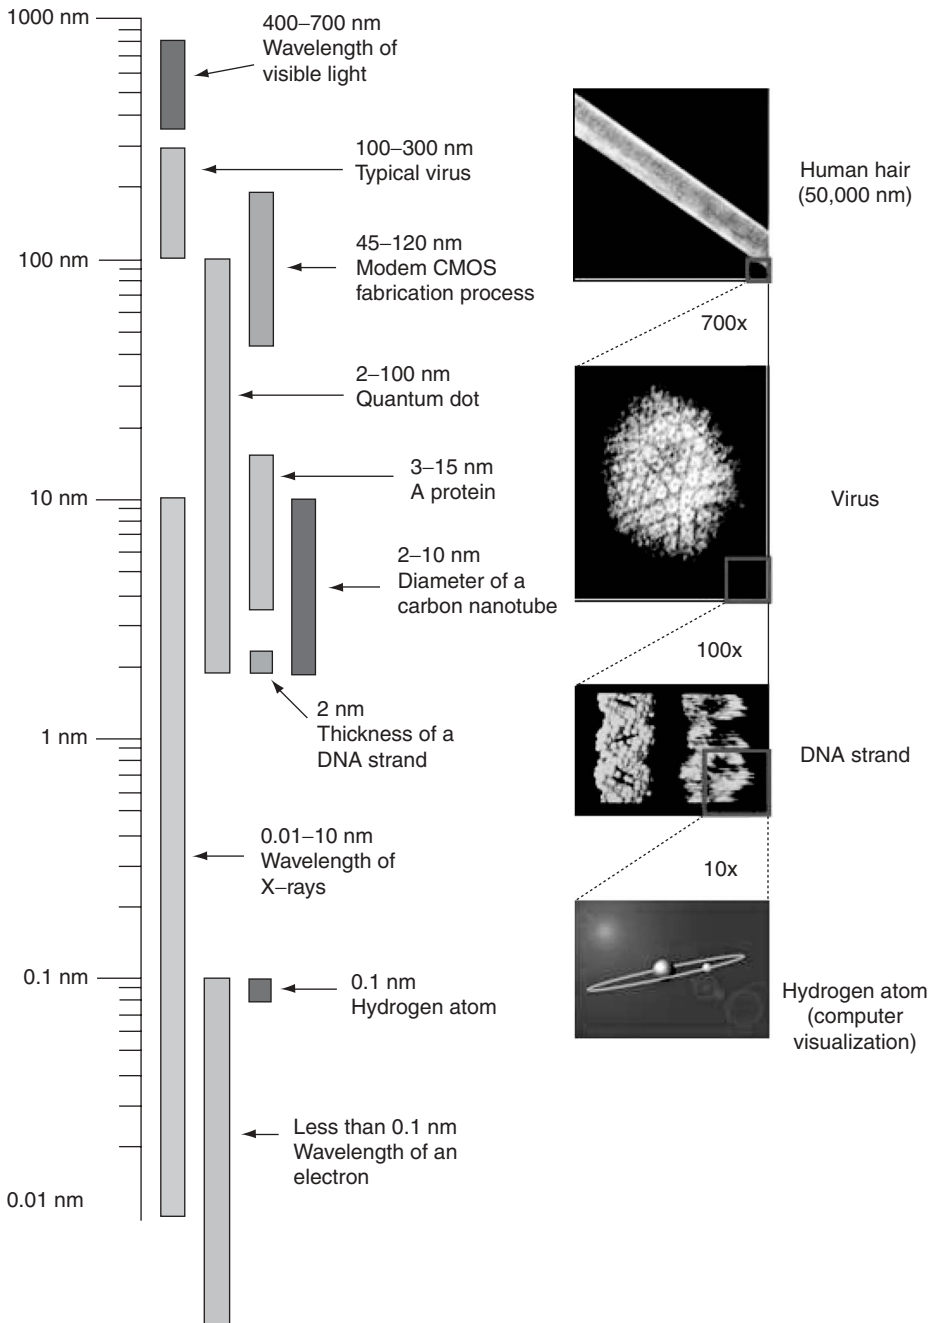 1000 nm
400–700 nm
Wavelength of
visible light
100–300 nm
Typical virus
100 nm
45–120 nm
Modem CMOS
fabrication process
2–100 nm
Quantum dot
3–15 nm
A protein
10 nm
2–10 nm
Diameter of a
carbon nanotube
2 nm
Thickness of a
DNA strand
1 nm
0.01–10 nm
Wavelength of
X–rays
0.1 nm
0.1 nm
Hydrogen atom
Less than 0.1 nm
Wavelength of an
electron
0.01 nm
Human hair
(50,000 nm)
700x
Virus
100x
DNA strand
10x
Hydrogen atom
(computer
visualization)